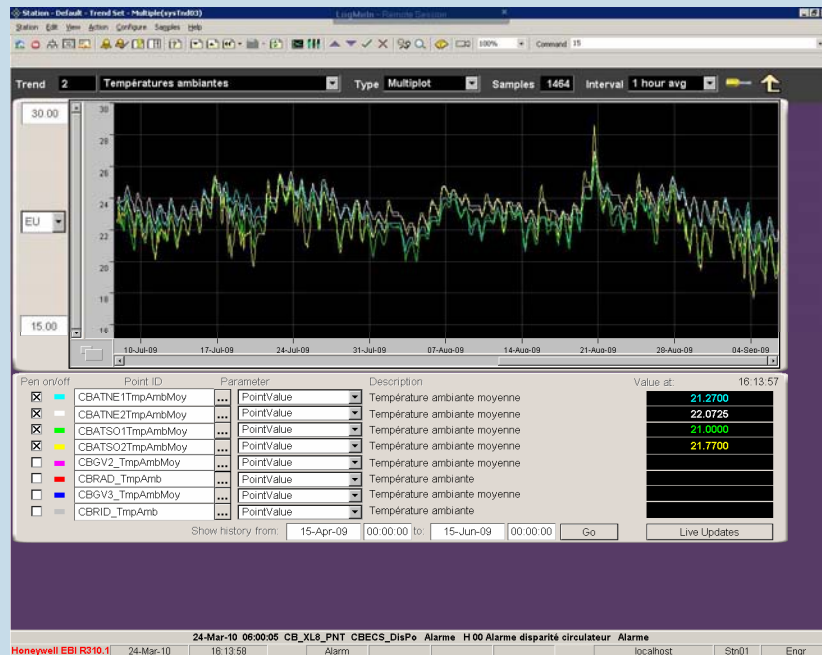 Station - Default - Trend Set - Multiple(sysTnd03)
LogMeIn - Remote Session
Station Edit View Action Configure Samples Help
100% Command 15
Trend 2 Températures ambiantes Type Multiplot Samples 1464 Interval 1 hour avg
30.00
EU
15.00
30
28
26
24
22
20
18
16
10-Jul-09 17-Jul-09 24-Jul-09 31-Jul-09 07-Aug-09 14-Aug-09 21-Aug-09 28-Aug-09 04-Sep-09
Pen on/off Point ID Parameter Description Value at: 16:13:57
CBATNE1TmpAmbMoy ... PointValue Température ambiante moyenne 21.2700
CBATNE2TmpAmbMoy ... PointValue Température ambiante moyenne 22.0725
CBATSO1TmpAmbMoy ... PointValue Température ambiante moyenne 21.0000
CBATSO2TmpAmbMoy ... PointValue Température ambiante moyenne 21.7700
CBGV2_TmpAmbMoy ... PointValue Température ambiante moyenne
CBRAD_TmpAmb ... PointValue Température ambiante
CBGV3_TmpAmbMoy ... PointValue Température ambiante moyenne
CBRID_TmpAmb ... PointValue Température ambiante
Show history from: 15-Apr-09 00:00:00 to: 15-Jun-09 00:00:00 Go Live Updates
24-Mar-10 06:00:05 CB_XL8_PNT CBECS_DisPo Alarme H 00 Alarme disparité circulateur Alarme
Honeywell EBI R310.1 24-Mar-10 16:13:58 Alarm localhost Stn01 Engr